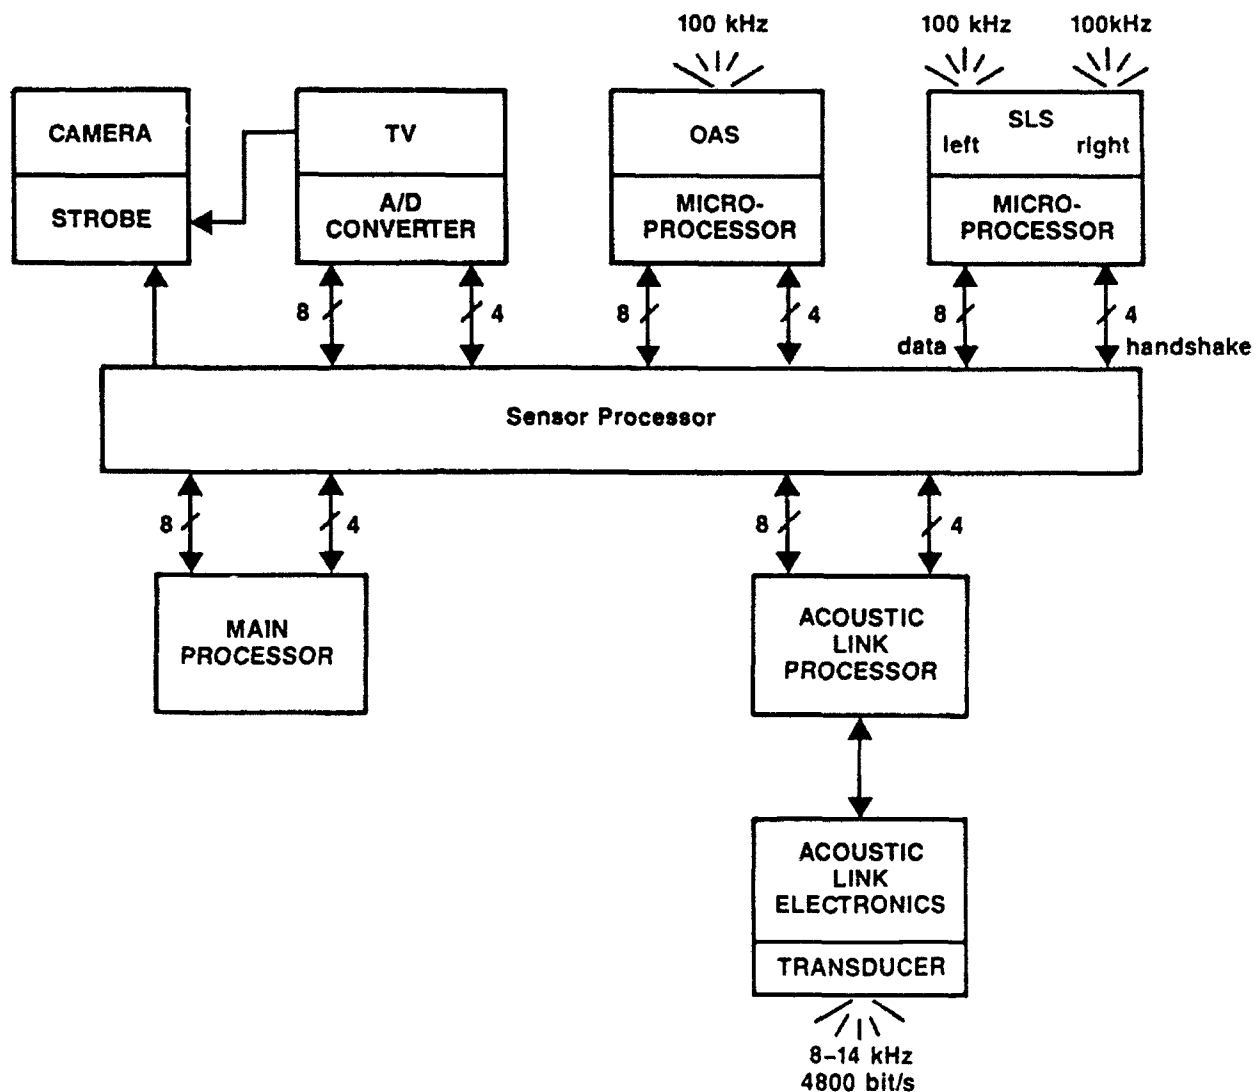 100 kHz
100 kHz
100kHz
CAMERA
STROBE
TV
A/D
CONVERTER
OAS
MICRO-
PROCESSOR
SLS
left
right
MICRO-
PROCESSOR
8
4
8
4
8
4
data
handshake
Sensor Processor
8
4
8
4
MAIN
PROCESSOR
ACOUSTIC
LINK
PROCESSOR
ACOUSTIC
LINK
ELECTRONICS
TRANSDUCER
8-14 kHz
4800 bit/s